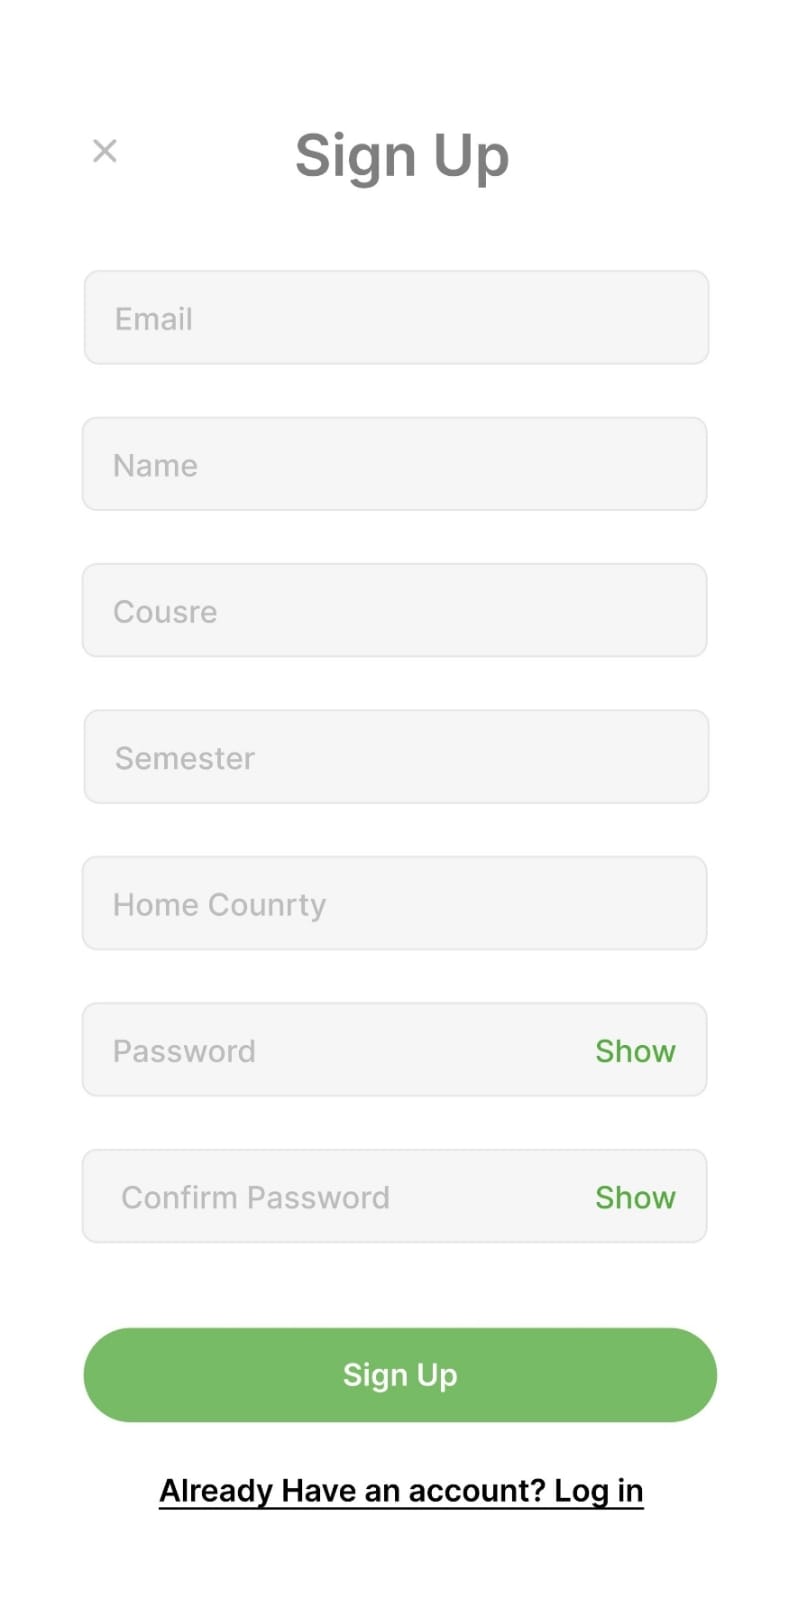 Sign Up
Email
Name
Cousre
Semester
Home Counrty
Password Show
Confirm Password Show
Sign Up
Already Have an account? Log in